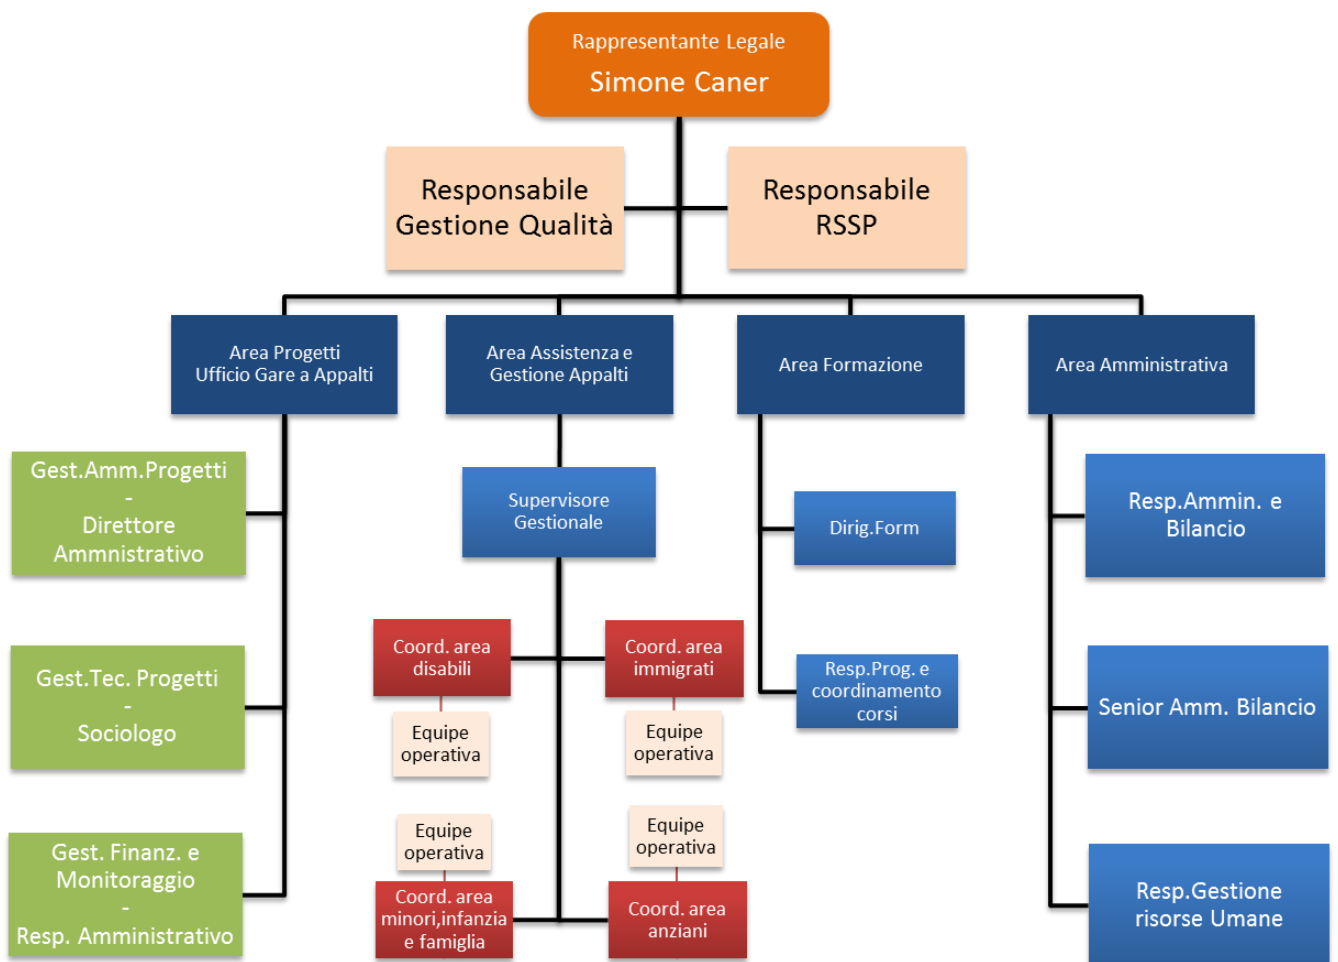 Rappresentante Legale
Simone Caner
Responsabile
Gestione Qualità
Responsabile
RSSP
Area Progetti
Ufficio Gare a Appalti
Area Assistenza e
Gestione Appalti
Area Formazione
Area Amministrativa
Gest.Amm.Progetti
-
Direttore
Ammnistrativo
Gest.Tec. Progetti
-
Sociologo
Gest. Finanz. e
Monitoraggio
-
Resp. Amministrativo
Supervisore
Gestionale
Coord. area
disabili
Equipe
operativa
Coord. area
immigrati
Equipe
operativa
Equipe
operativa
Coord. area
minori,infanzia
e famiglia
Equipe
operativa
Coord. area
anziani
Dirig.Form
Resp.Prog. e
coordinamento
corsi
Resp.Ammin. e
Bilancio
Senior Amm. Bilancio
Resp.Gestione
risorse Umane